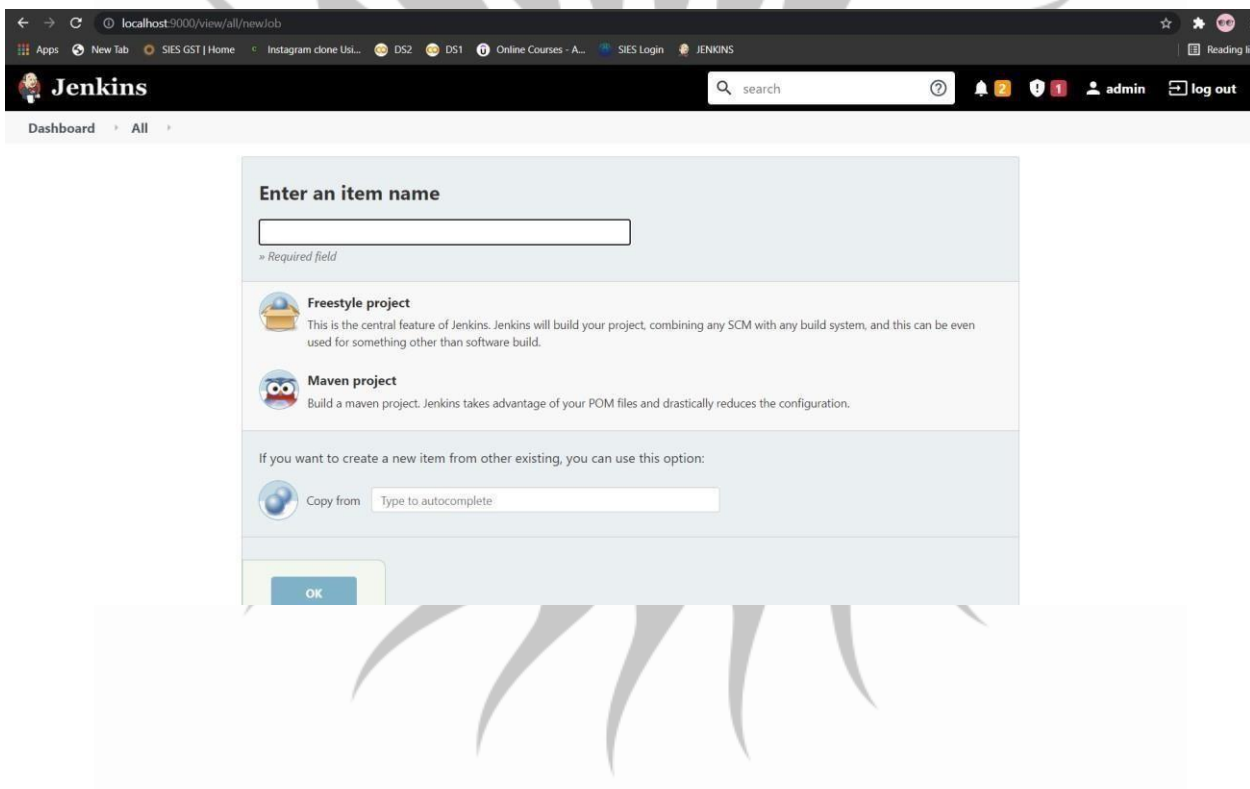 localhost:9000/view/all/newJob
Apps New Tab SIES GST | Home Instagram clone Usi... DS2 DS1 Online Courses - A... SIES Login JENKINS Reading li
Jenkins search 2 1 admin log out
Dashboard All
Enter an item name
» Required field
Freestyle project
This is the central feature of Jenkins. Jenkins will build your project, combining any SCM with any build system, and this can be even
used for something other than software build.
Maven project
Build a maven project. Jenkins takes advantage of your POM files and drastically reduces the configuration.
If you want to create a new item from other existing, you can use this option:
Copy from Type to autocomplete
OK